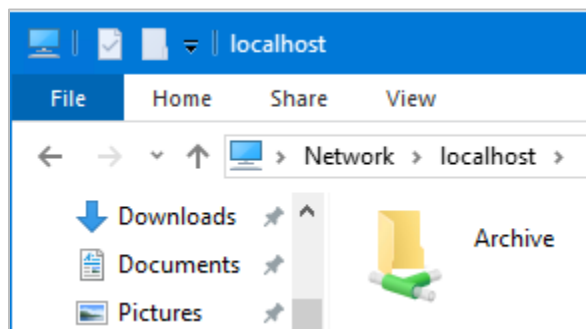 localhost
File Home Share View
Network localhost
Downloads
Archive
Documents
Pictures